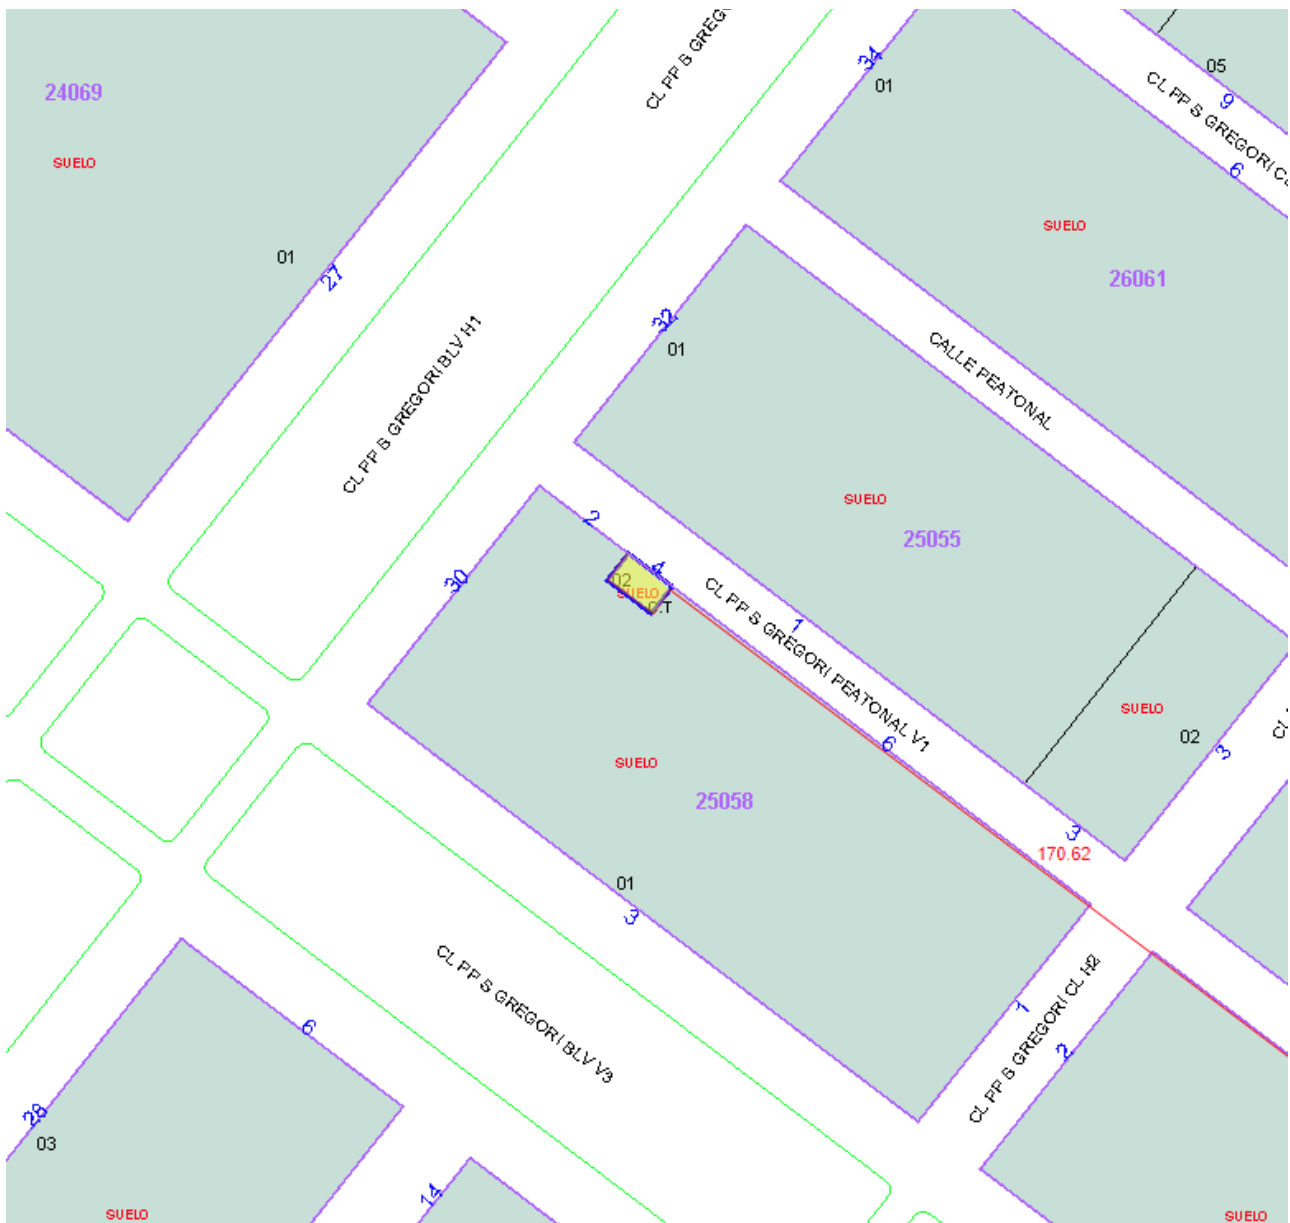 CL PP S GREG
34
01
05
CL PP S GREGORI C
9
6
24069
SUELO
01
27
SUELO
26061
CL PP S GREGORI BLV H1
32
01
CALLE PEATONAL
SUELO
25055
2
4
30
02
SUELO
C.T
CL PP S GREGORI PEATONAL V1
1
6
SUELO
02
3
CL
SUELO
25058
3
170.62
01
3
CL PP S GREGORI BLV V3
CL PP S GREGORI CL H2
1
2
6
28
03
14
SUELO
SUELO